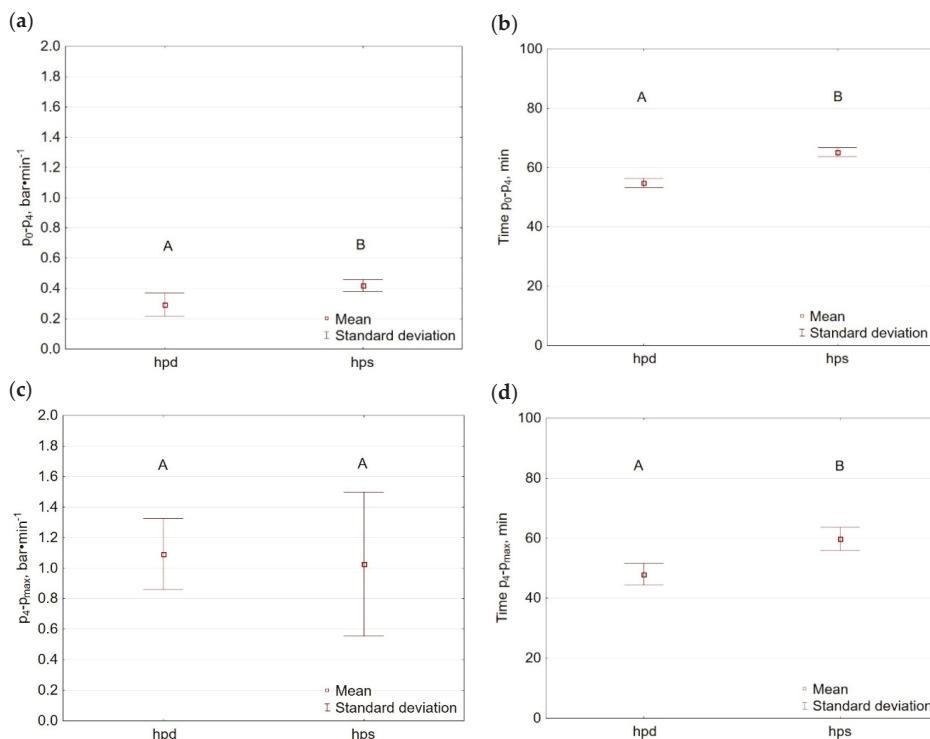 (a)
2.0
1.8
1.6
1.4
1.2
1.0
0.8
0.6
0.4
0.2
0.0
p₀-p₄, bar•min⁻¹
A
B
Mean
Standard deviation
hpd hps
(b)
100
80
60
40
20
0
Time p₀-p₄, min
A
B
Mean
Standard deviation
hpd hps
(c)
2.0
1.8
1.6
1.4
1.2
1.0
0.8
0.6
0.4
0.2
0.0
p₄-pₘₐₓ, bar•min⁻¹
A
A
Mean
Standard deviation
hpd hps
(d)
100
80
60
40
20
0
Time p₄-pₘₐₓ, min
A
B
Mean
Standard deviation
hpd hps